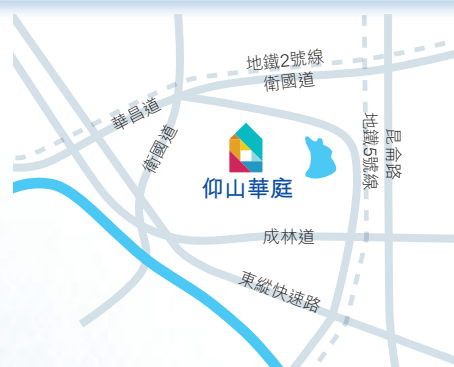 地鐵2號線
衛國道
華昌道
衛國道
地鐵5號線
昆侖路
仰山華庭
成林道
東縱快速路